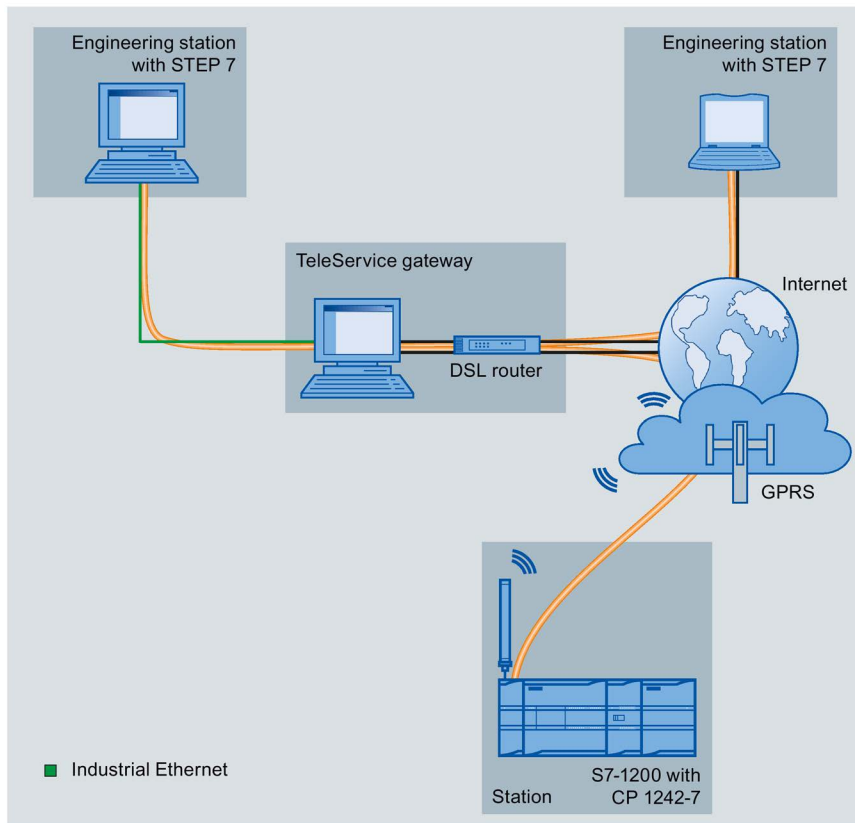 Engineering station
with STEP 7
Engineering station
with STEP 7
TeleService gateway
Internet
DSL router
GPRS
Industrial Ethernet
Station
S7-1200 with
CP 1242-7